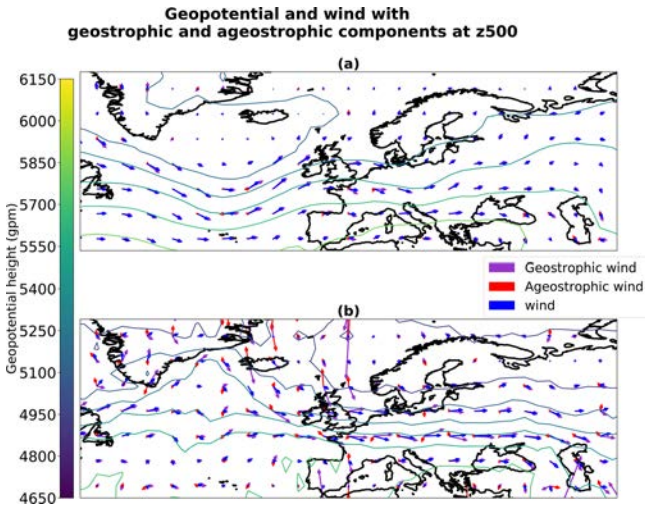 Geopotential and wind with
geostrophic and ageostrophic components at z500
(a)
6150
6000
5850
5700
5550
5400
5250
5100
4950
4800
4650
Geopotential height (gpm)
Geostrophic wind
Ageostrophic wind
wind
(b)